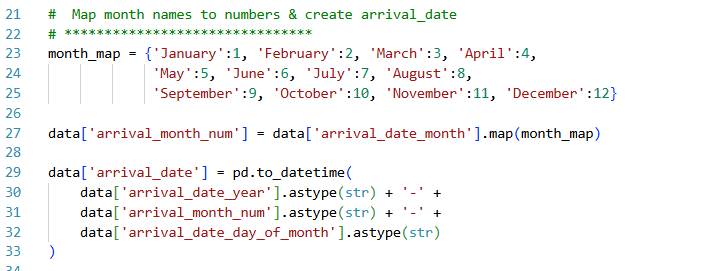 21 #  Map month names to numbers & create arrival_date
22 # *******************************
23 month_map = {'January':1, 'February':2, 'March':3, 'April':4,
24              'May':5, 'June':6, 'July':7, 'August':8,
25              'September':9, 'October':10, 'November':11, 'December':12}
26
27 data['arrival_month_num'] = data['arrival_date_month'].map(month_map)
28
29 data['arrival_date'] = pd.to_datetime(
30     data['arrival_date_year'].astype(str) + '-' +
31     data['arrival_month_num'].astype(str) + '-' +
32     data['arrival_date_day_of_month'].astype(str)
33 )
34